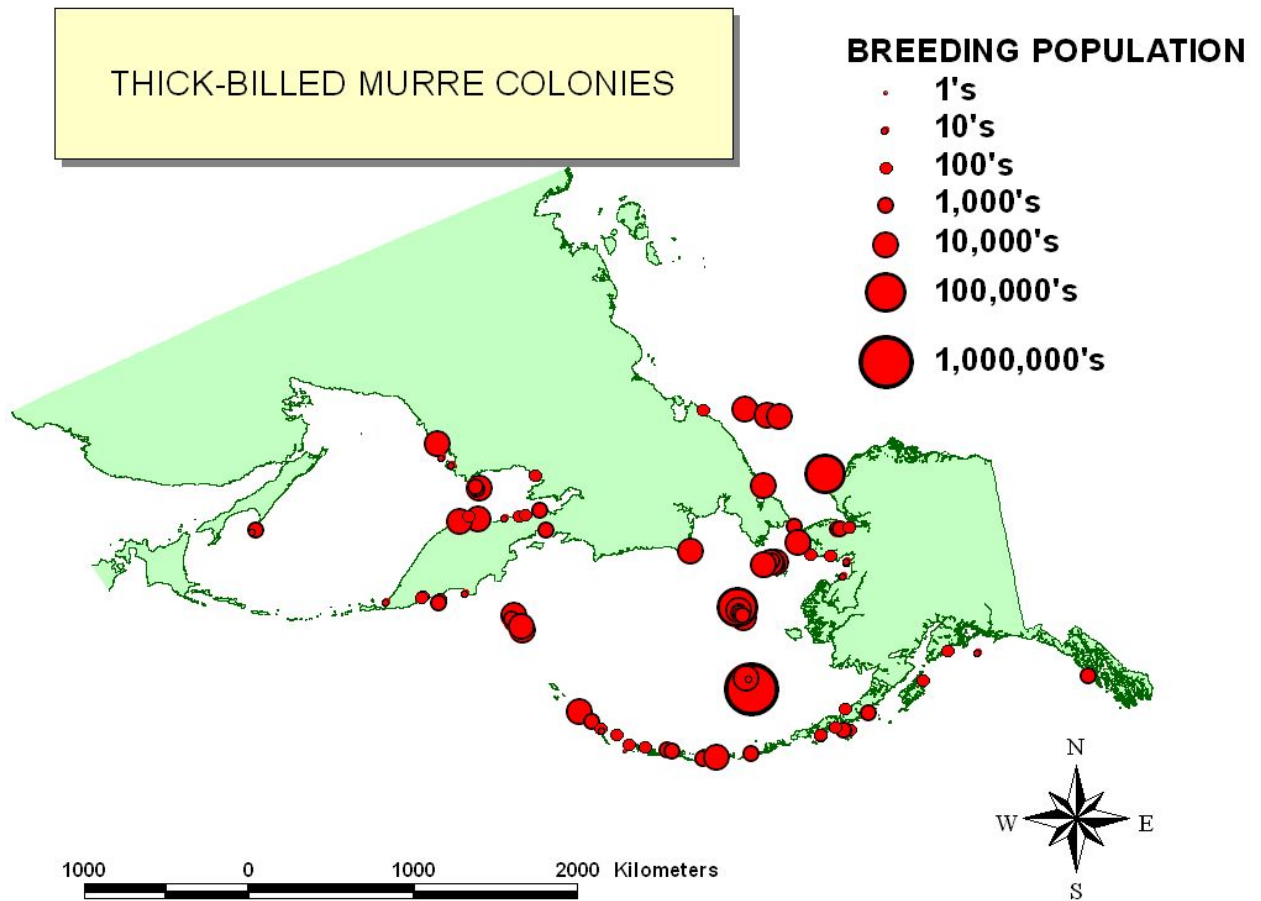 THICK-BILLED MURRE COLONIES
BREEDING POPULATION
1's
10's
100's
1,000's
10,000's
100,000's
1,000,000's
N
W E
S
1000 0 1000 2000 Kilometers